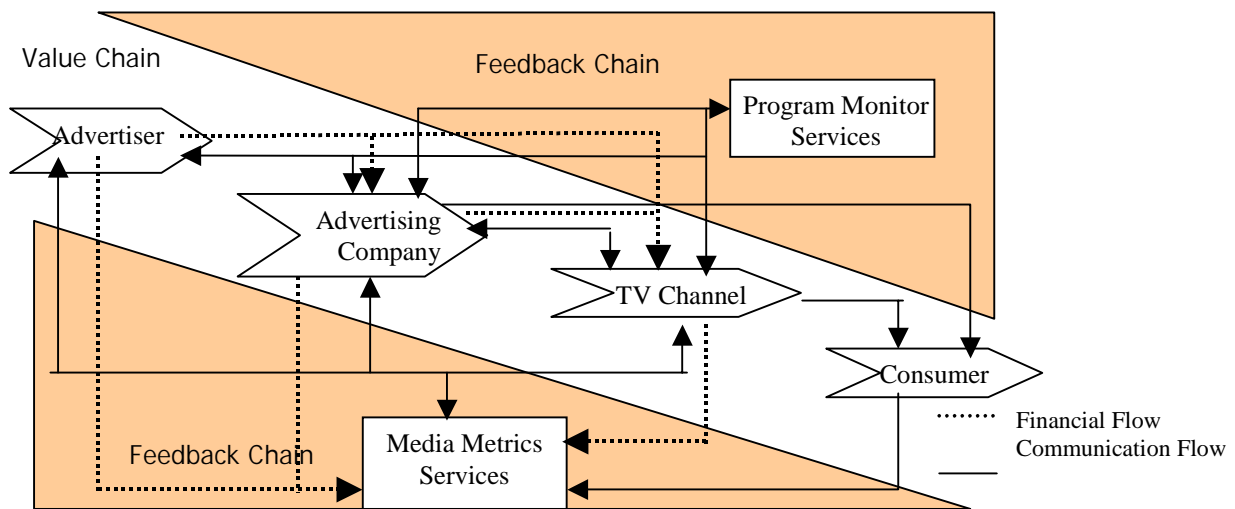 Value Chain
Feedback Chain
Program Monitor
Services
Advertiser
Advertising
Company
TV Channel
Consumer
Financial Flow
Communication Flow
Media Metrics
Services
Feedback Chain